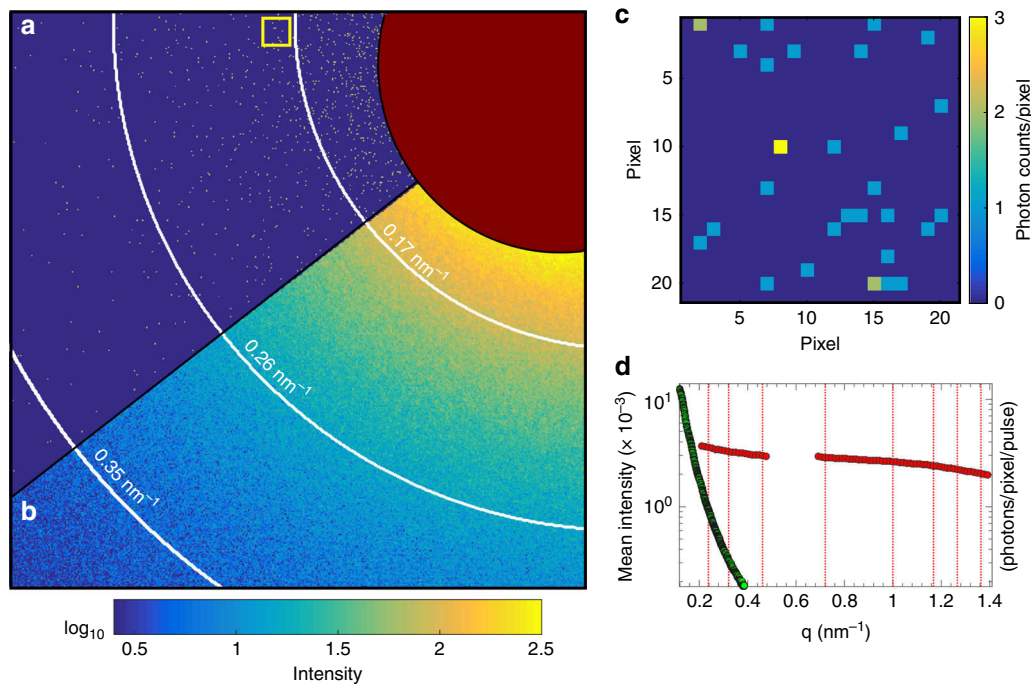 a
b
0.17 nm⁻¹
0.26 nm⁻¹
0.35 nm⁻¹
log₁₀
0.5 1 1.5 2 2.5
Intensity
c
5
10
15
20
Pixel
5 10 15 20
Pixel
3
2
1
0
Photon counts/pixel
d
10¹
10⁰
Mean intensity (× 10⁻³)
(photons/pixel/pulse)
0.2 0.4 0.6 0.8 1 1.2 1.4
q (nm⁻¹)